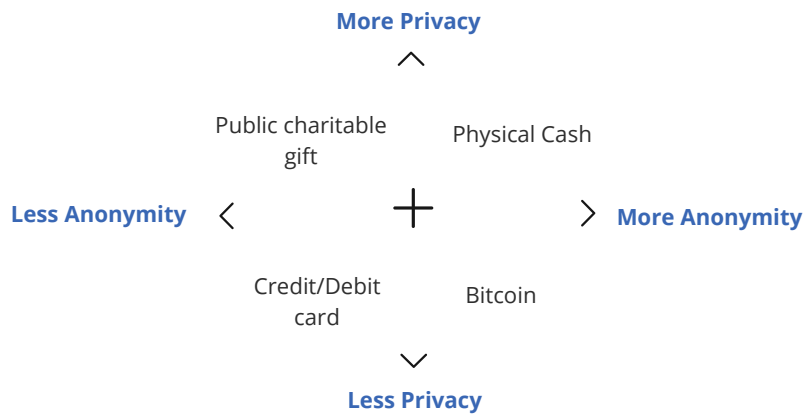 More Privacy
Public charitable
gift
Physical Cash
Less Anonymity
More Anonymity
Credit/Debit
card
Bitcoin
Less Privacy